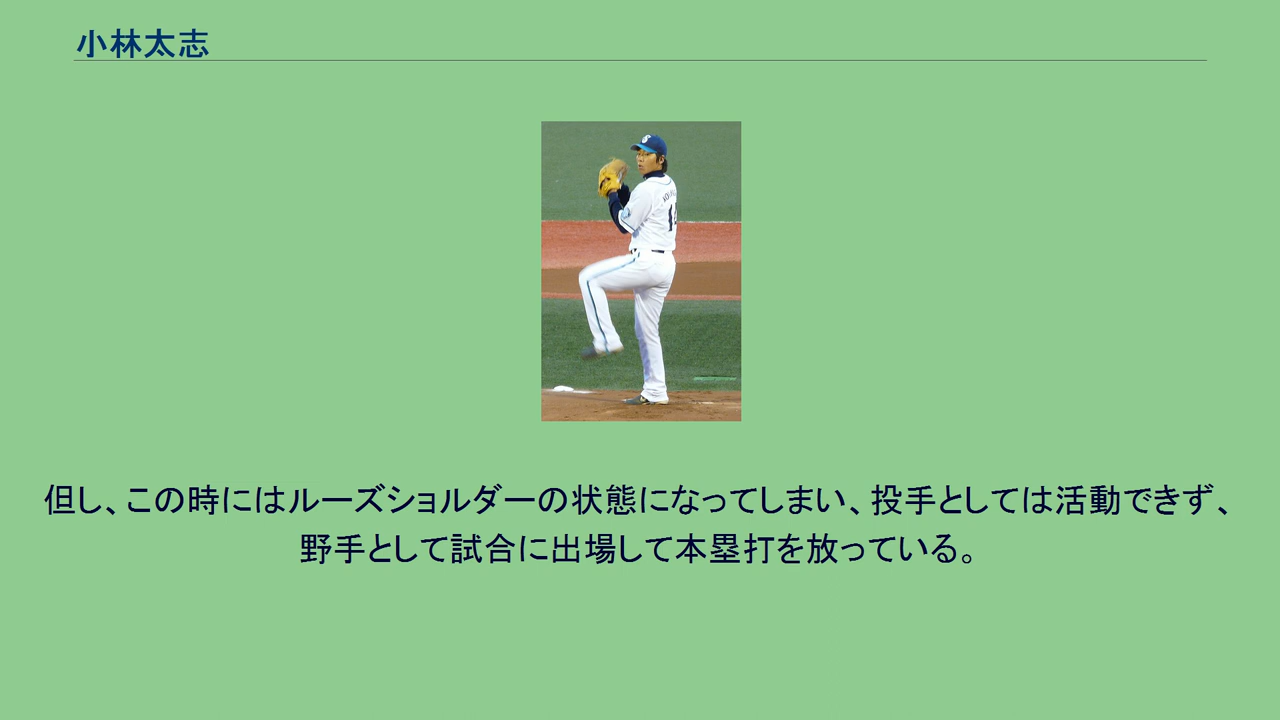 小林太志
但し、この時にはルーズショルダーの状態になってしまい、投手としては活動できず、
野手として試合に出場して本塁打を放っている。